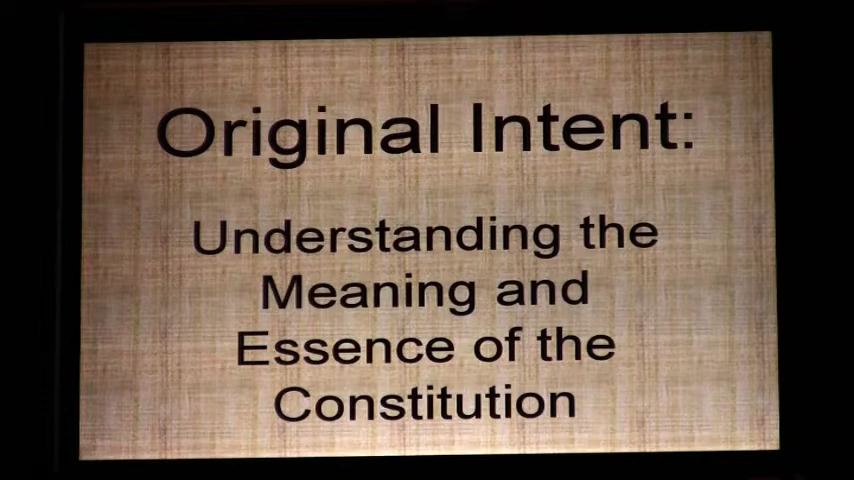 Original Intent:
Understanding the
Meaning and
Essence of the
Constitution